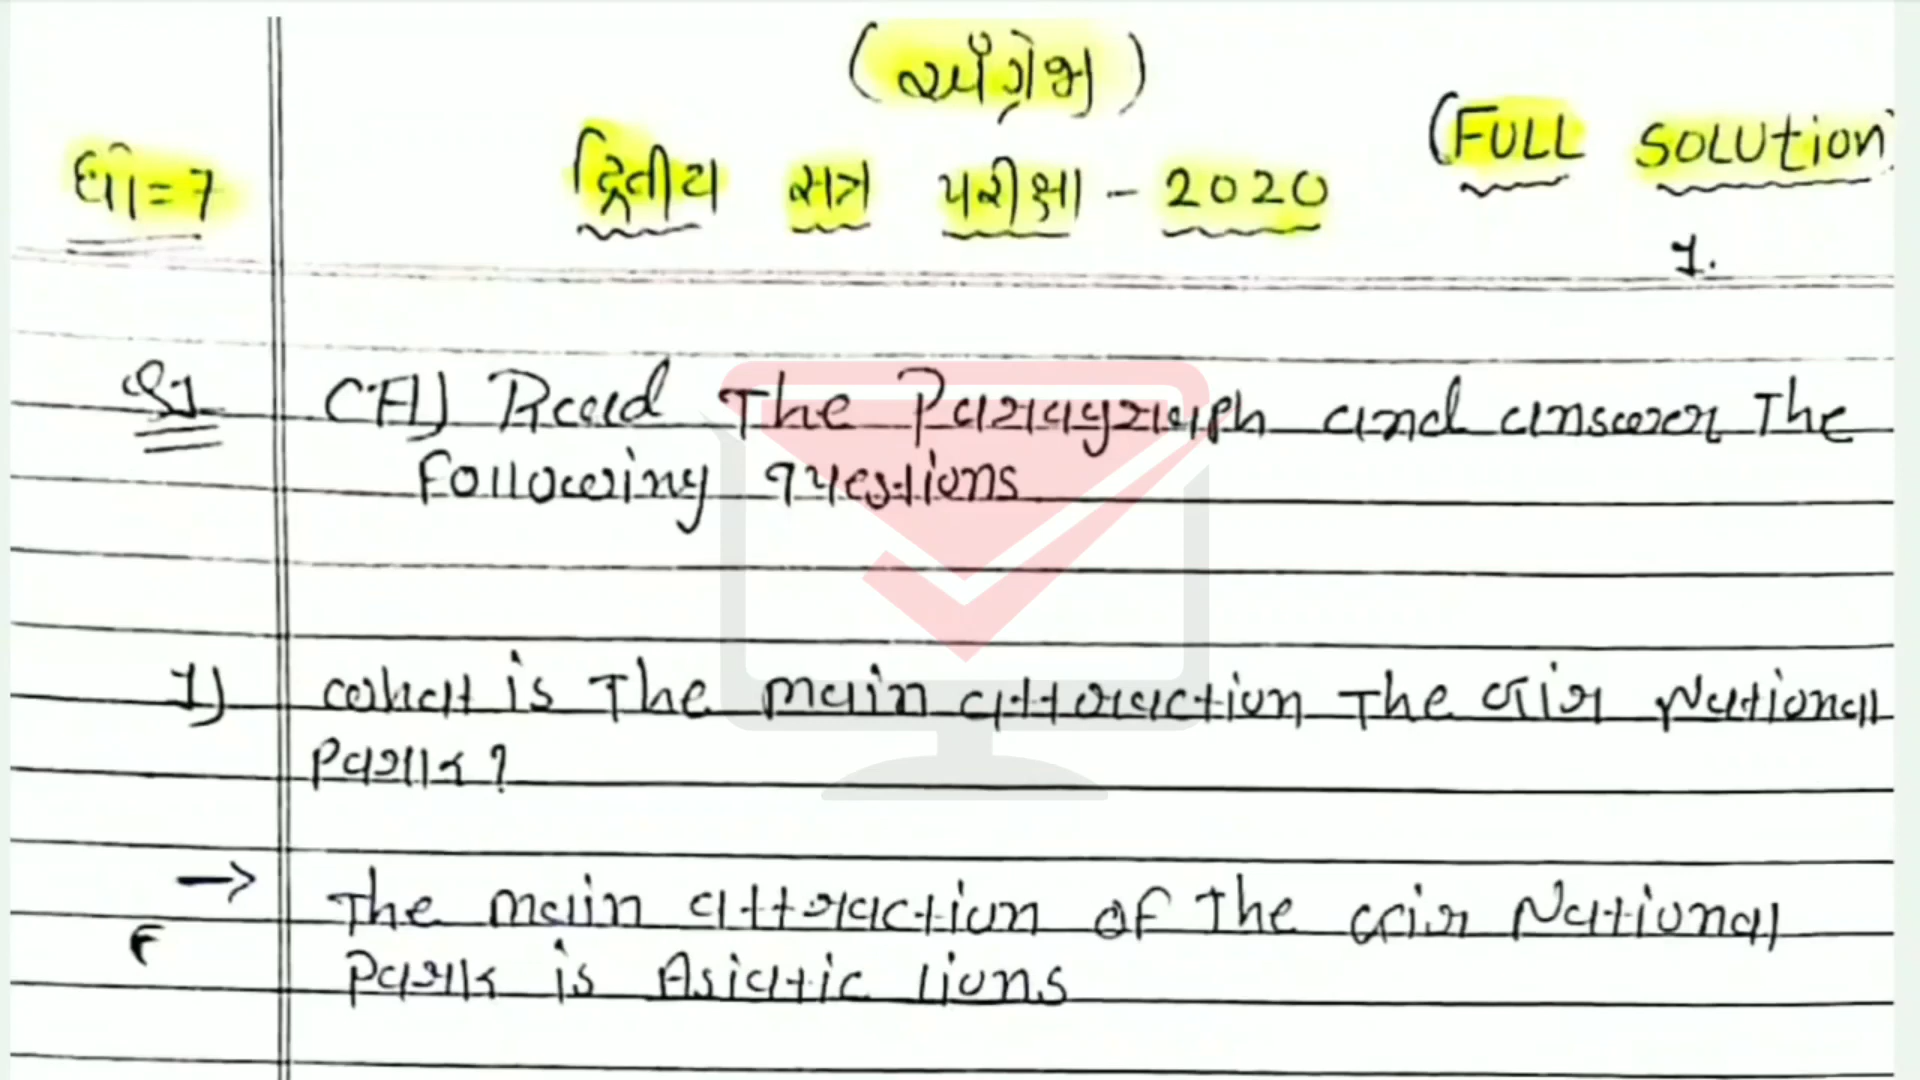 (અંગ્રેજી)
(FULL SOLUTION)
ધો=7
દ્વિતીય સત્ર પરીક્ષા - 2020
1.
Q1 (A) Read The Paragraph and answer The
Following questions
1) what is The main attraction The Gir National
Park?
→ The main attraction of The Gir National
Park is Asiatic lions